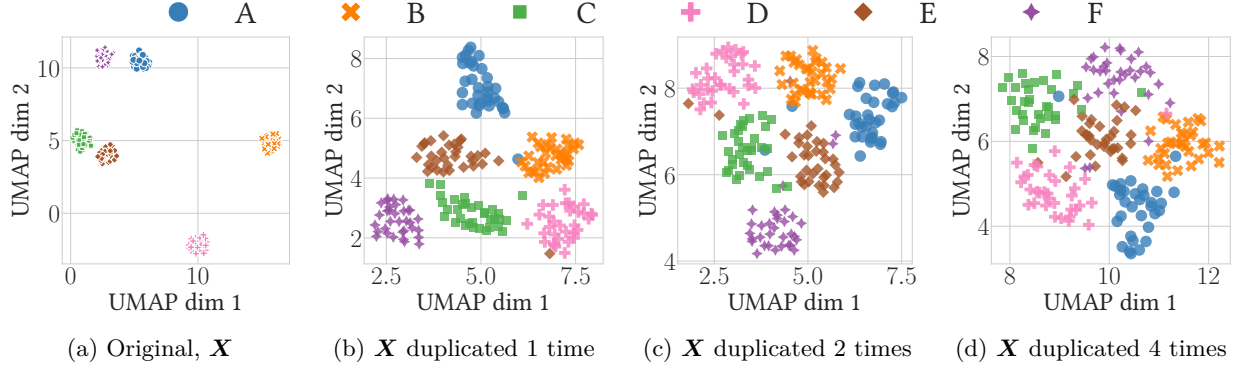 A B C D E F
10
5
0
0 10
UMAP dim 2
UMAP dim 1
8
6
4
2
2.5 5.0 7.5
UMAP dim 2
UMAP dim 1
8
6
4
2.5 5.0 7.5
UMAP dim 2
UMAP dim 1
8
6
4
8 10 12
UMAP dim 2
UMAP dim 1
(a) Original, X
(b) X duplicated 1 time
(c) X duplicated 2 times
(d) X duplicated 4 times